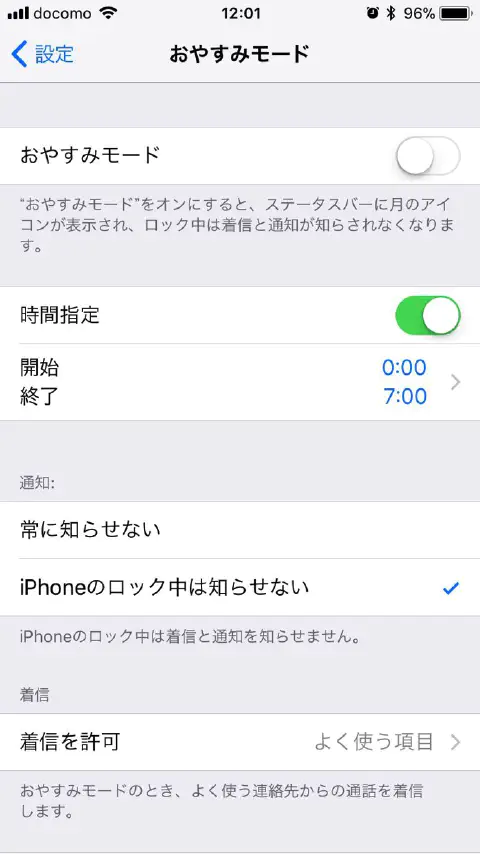 docomo 12:01 96%
設定 おやすみモード
おやすみモード
“おやすみモード”をオンにすると、ステータスバーに月のアイ
コンが表示され、ロック中は着信と通知が知らされなくなりま
す。
時間指定
開始 0:00
終了 7:00
通知:
常に知らせない
iPhoneのロック中は知らせない
iPhoneのロック中は着信と通知を知らせません。
着信
着信を許可 よく使う項目
おやすみモードのとき、よく使う連絡先からの通話を着信
します。